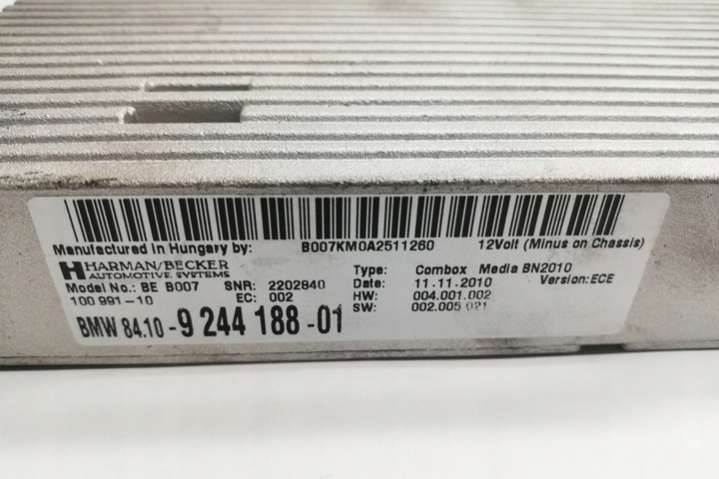 Manufactured in Hungary by: B007KM0A2511260 12Volt (Minus on Chassis)
HARMAN/BECKER
AUTOMOTIVE SYSTEMS
Type: Combox Media BN2010
Model No.: BE B007 SNR: 2202840 Date: 11.11.2010 Version: ECE
100 991-10 EC: 002 HW: 004.001.002
SW: 002.005 021
BMW 84.10-9 244 188-01